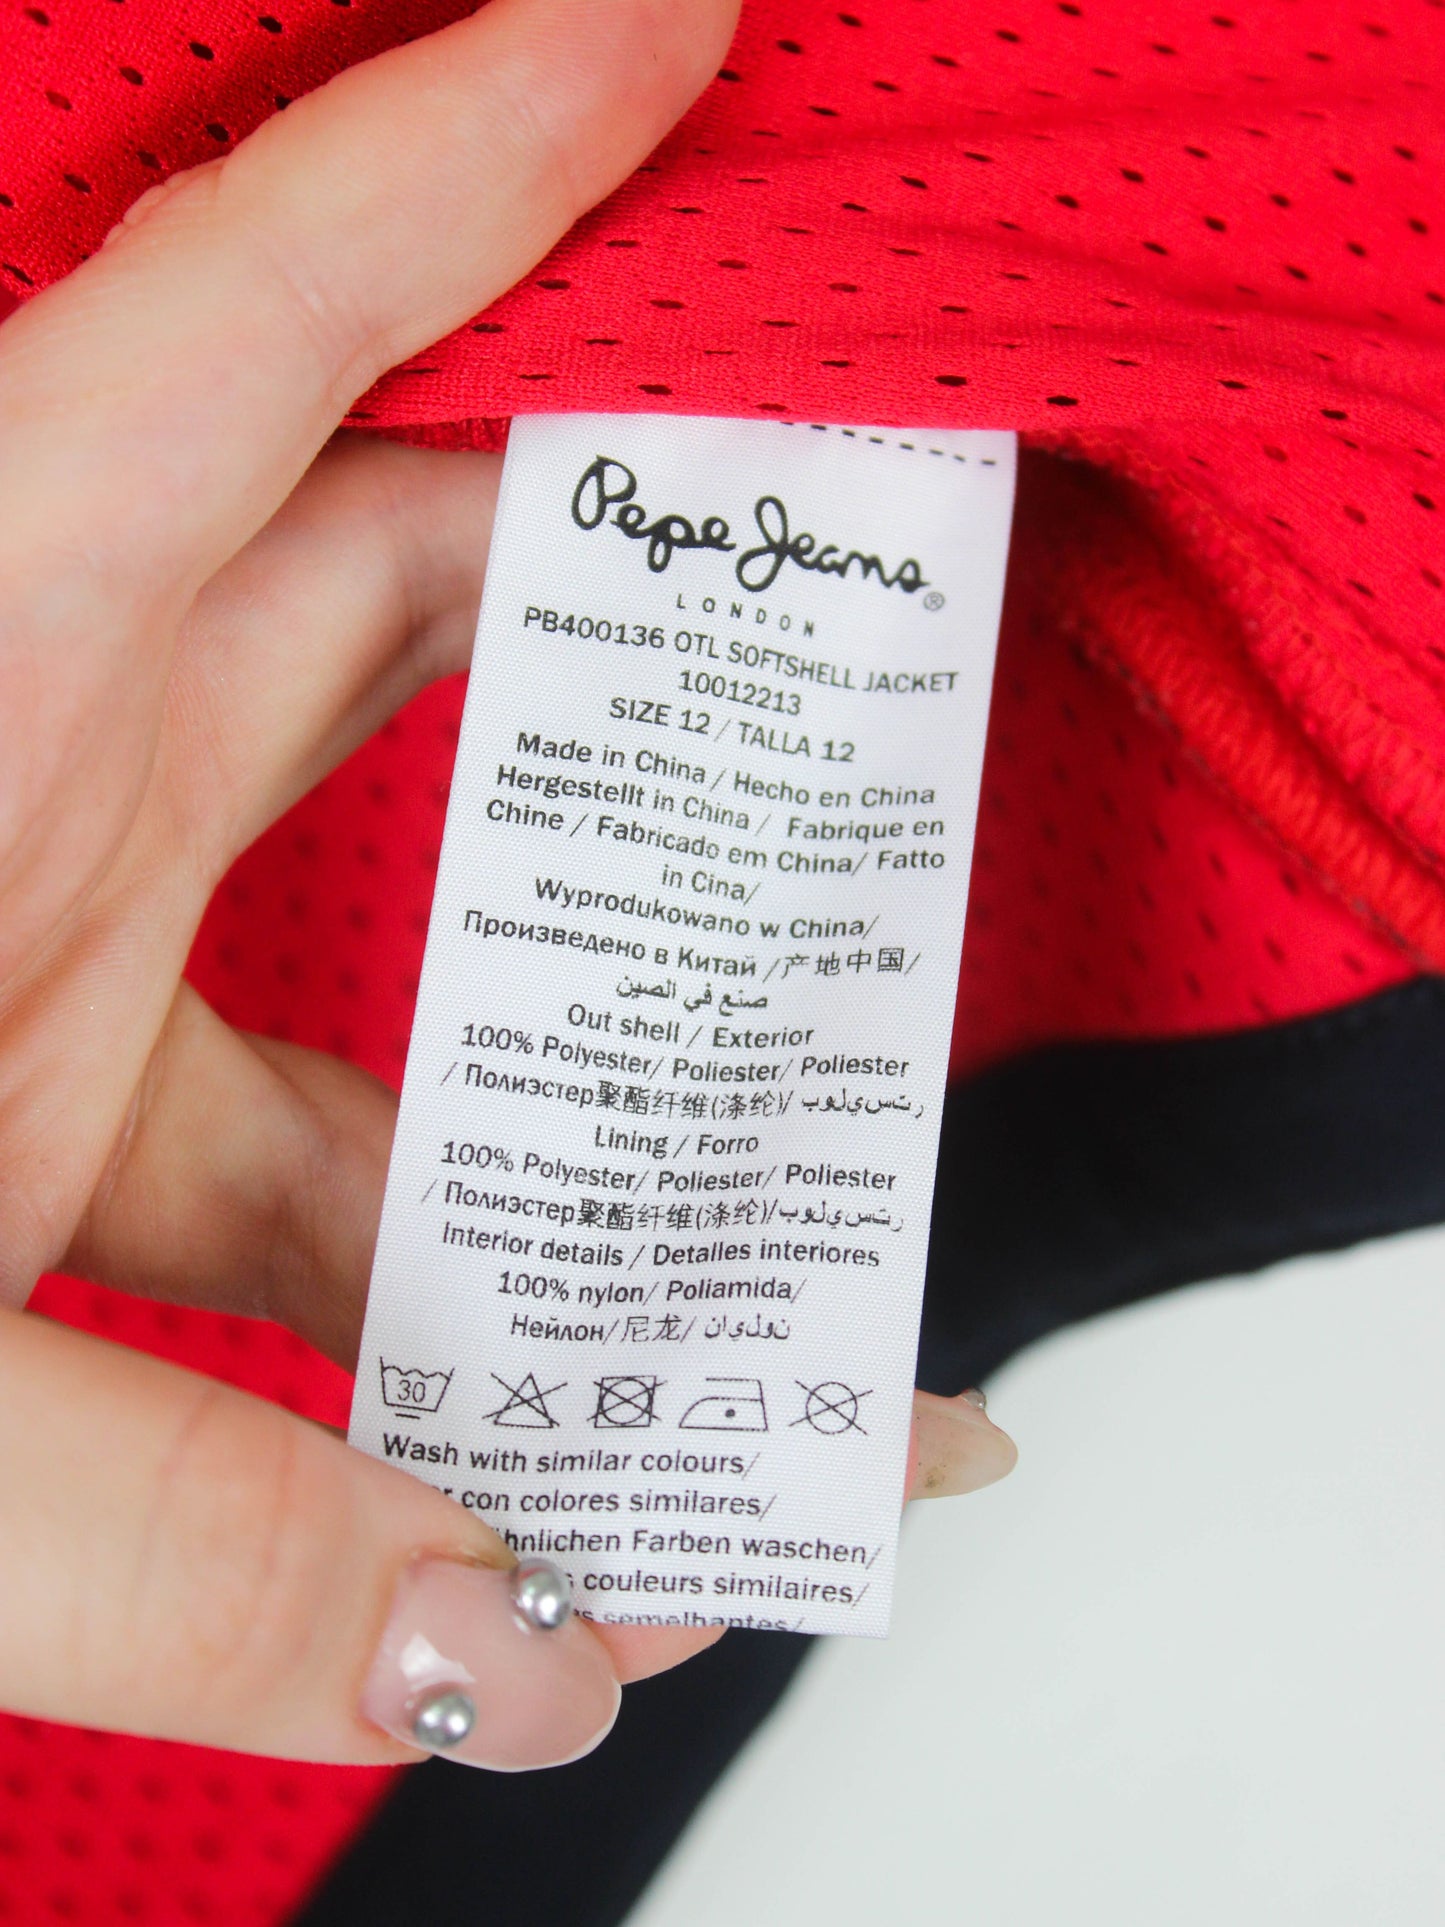 Pepe Jeans®
LONDON
PB400136 OTL SOFTSHELL JACKET
10012213
SIZE 12 / TALLA 12
Made in China / Hecho en China
Hergestellt in China / Fabrique en
Chine / Fabricado em China/ Fatto
in Cina/
Wyprodukowano w China/
Произведено в Китай /产地中国/
صنع في الصين
Out shell / Exterior
100% Polyester/ Poliester/ Poliester
/ Полиэстер聚酯纤维(涤纶)/ بوليستر
Lining / Forro
100% Polyester/ Poliester/ Poliester
/ Полиэстер聚酯纤维(涤纶)/بوليستر
Interior details / Detalles interiores
100% nylon/ Poliamida/
Нейлон/尼龙/ نايلون
30
Wash with similar colours/
con colores similares/
hnlichen Farben waschen/
couleurs similaires/
semelhantes/